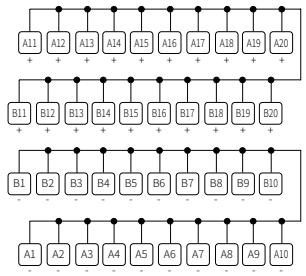 A11 A12 A13 A14 A15 A16 A17 A18 A19 A20
+ + + + + + + + + +
B11 B12 B13 B14 B15 B16 B17 B18 B19 B20
+ + + + + + + + + +
B1 B2 B3 B4 B5 B6 B7 B8 B9 B10
- - - - - - - - - -
A1 A2 A3 A4 A5 A6 A7 A8 A9 A10
- - - - - - - - - -